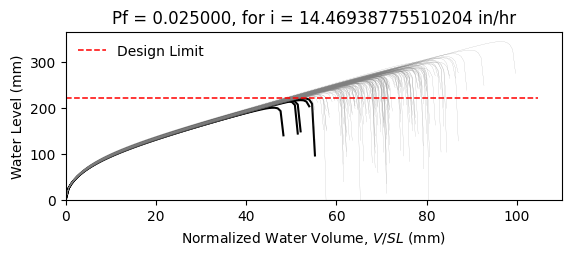 Pf = 0.025000, for i = 14.46938775510204 in/hr
Design Limit
Water Level (mm)
300
200
100
0
0 20 40 60 80 100
Normalized Water Volume, V/SL (mm)